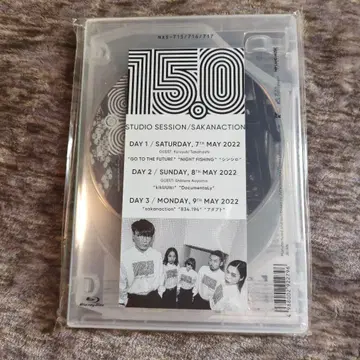 15.0
STUDIO SESSION/SAKANACTION
DAY 1 / SATURDAY, 7TH MAY 2022
"GO TO THE FUTURE" "NIGHT FISHING" "シンシロ"
DAY 2 / SUNDAY, 8TH MAY 2022
"kikUUiki" "DocumentaLy"
DAY 3 / MONDAY, 9TH MAY 2022
"sakanaction" "834.194" "アダプト"